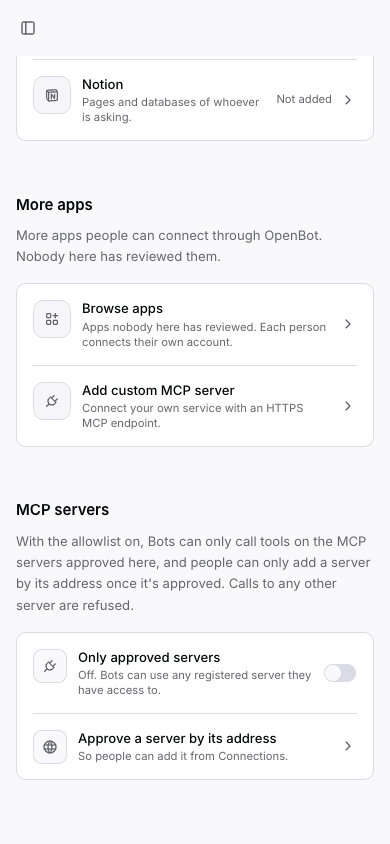 Notion
Pages and databases of whoever
is asking.
Not added
More apps
More apps people can connect through OpenBot.
Nobody here has reviewed them.
Browse apps
Apps nobody here has reviewed. Each person
connects their own account.
Add custom MCP server
Connect your own service with an HTTPS
MCP endpoint.
MCP servers
With the allowlist on, Bots can only call tools on the MCP
servers approved here, and people can only add a server
by its address once it's approved. Calls to any other
server are refused.
Only approved servers
Off. Bots can use any registered server they
have access to.
Approve a server by its address
So people can add it from Connections.